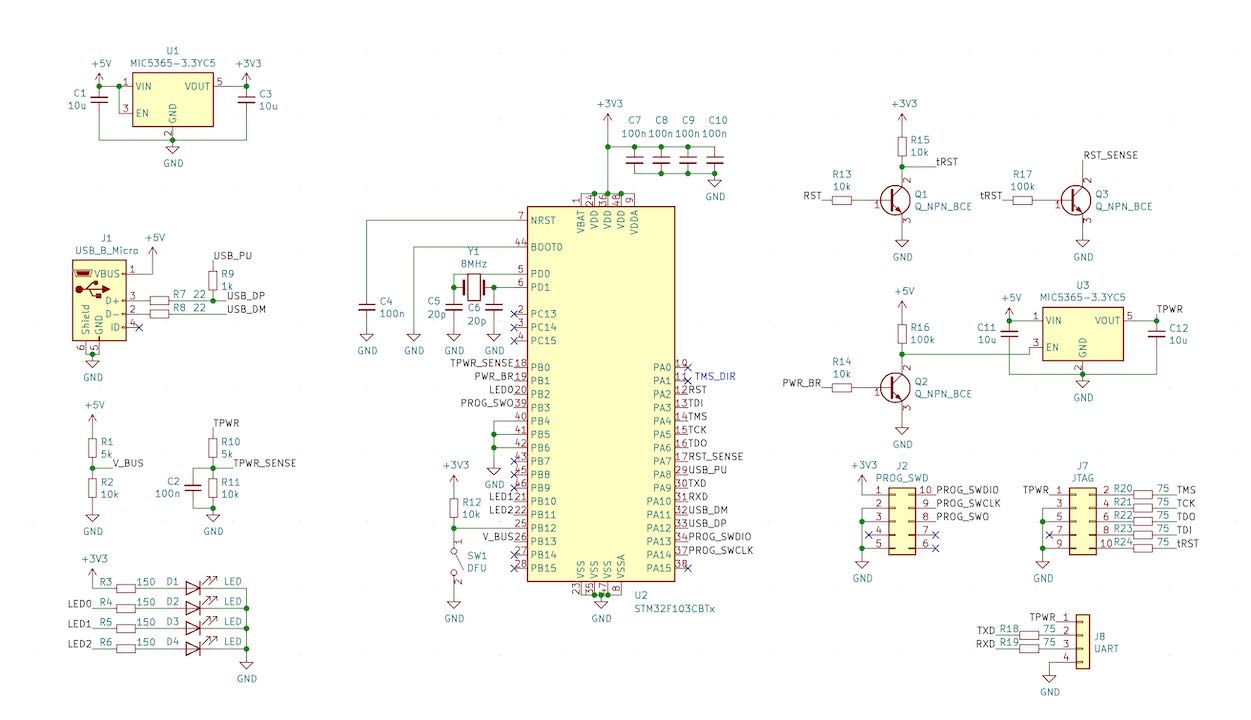 U1
MIC5365-3.3YC5
+5V
+3V3
C1
10u
1
VIN
VOUT
5
3
EN
GND
2
C3
10u
GND
J1
USB_B_Micro
+5V
VBUS
1
D+
3
D-
2
ID
4
Shield
GND
6
5
GND
USB_PU
R9
1k
R7 22
USB_DP
R8 22
USB_DM
+5V
R1
5k
V_BUS
R2
10k
GND
TPWR
R10
5k
TPWR_SENSE
C2
100n
R11
10k
GND
+3V3
R3 150 D1 LED
LED0 R4 150 D2 LED
LED1 R5 150 D3 LED
LED2 R6 150 D4 LED
GND
+3V3
C7 C8 C9 C10
100n 100n 100n 100n
GND
1 24 36 48 9
VBAT VDD VDD VDD VDDA
7 NRST
44 BOOT0
Y1
8MHz
5 PD0
6 PD1
C4
100n
C5
20p
C6
20p
GND
GND
GND
GND
2 PC13
3 PC14
4 PC15
TPWR_SENSE 18 PB0
PWR_BR 19 PB1
LED0 20 PB2
PROG_SWO 39 PB3
40 PB4
41 PB5
42 PB6
43 PB7
45 PB8
46 PB9
LED1 21 PB10
LED2 22 PB11
25 PB12
V_BUS 26 PB13
27 PB14
28 PB15
GND
+3V3
R12
10k
1
SW1
DFU
2
GND
PA0 10
PA1 11 TMS_DIR
PA2 12 RST
PA3 13 TDI
PA4 14 TMS
PA5 15 TCK
PA6 16 TDO
PA7 17 RST_SENSE
PA8 29 USB_PU
PA9 30 TXD
PA10 31 RXD
PA11 32 USB_DM
PA12 33 USB_DP
PA13 34 PROG_SWDIO
PA14 37 PROG_SWCLK
PA15 38
VSS VSS VSS VSSA
23 35 47 8
GND
U2
STM32F103CBTx
+3V3
R15
10k
tRST
R13
10k
RST
1
2
3
Q1
Q_NPN_BCE
GND
RST_SENSE
R17
100k
tRST
1
2
3
Q3
Q_NPN_BCE
GND
+5V
R16
100k
R14
10k
PWR_BR
1
2
3
Q2
Q_NPN_BCE
GND
U3
MIC5365-3.3YC5
+5V
TPWR
C11
10u
1
VIN
VOUT
5
3
EN
GND
2
C12
10u
GND
+3V3
J2
PROG_SWD
1 10 PROG_SWDIO
2 9 PROG_SWCLK
3 8 PROG_SWO
4 7
5 6
GND
J7
JTAG
TPWR 1 2 R20 75 TMS
3 4 R21 75 TCK
5 6 R22 75 TDO
7 8 R23 75 TDI
9 10 R24 75 tRST
GND
TPWR 1
TXD R18 75 2
RXD R19 75 3
4
J8
UART
GND